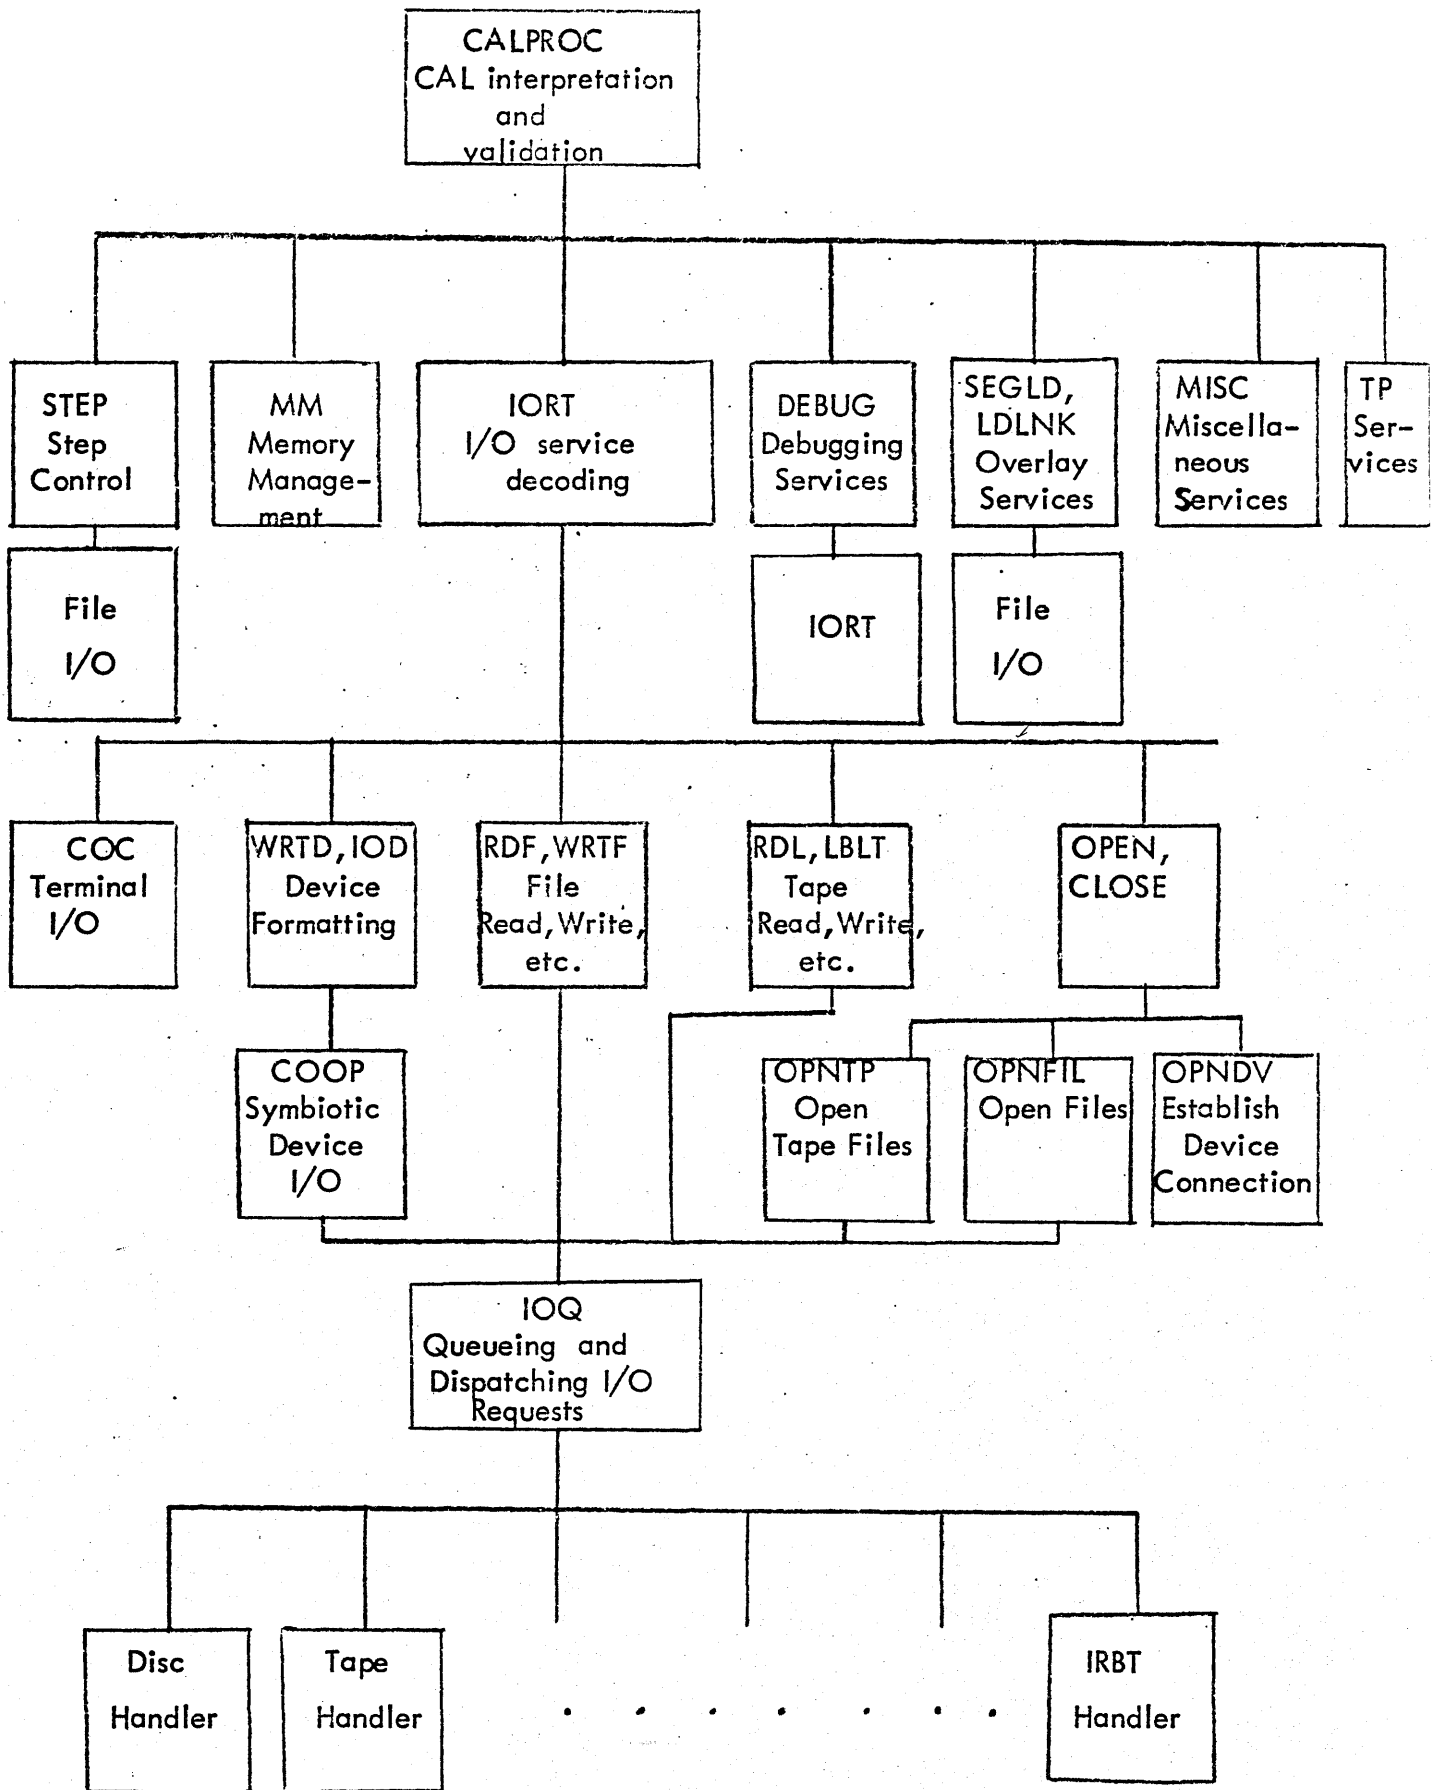 CALPROC
CAL interpretation
and
validation
STEP
Step
Control
MM
Memory
Manage-
ment
IORT
I/O service
decoding
DEBUG
Debugging
Services
SEGLD,
LDLNK
Overlay
Services
MISC
Miscella-
neous
Services
TP
Ser-
vices
File
I/O
IORT
File
I/O
COC
Terminal
I/O
WRTD, IOD
Device
Formatting
RDF, WRTF
File
Read, Write,
etc.
RDL, LBLT
Tape
Read, Write,
etc.
OPEN,
CLOSE
COOP
Symbiotic
Device
I/O
OPNTP
Open
Tape Files
OPNFIL
Open Files
OPNDV
Establish
Device
Connection
IOQ
Queueing and
Dispatching I/O
Requests
Disc
Handler
Tape
Handler
. . . . . . .
IRBT
Handler